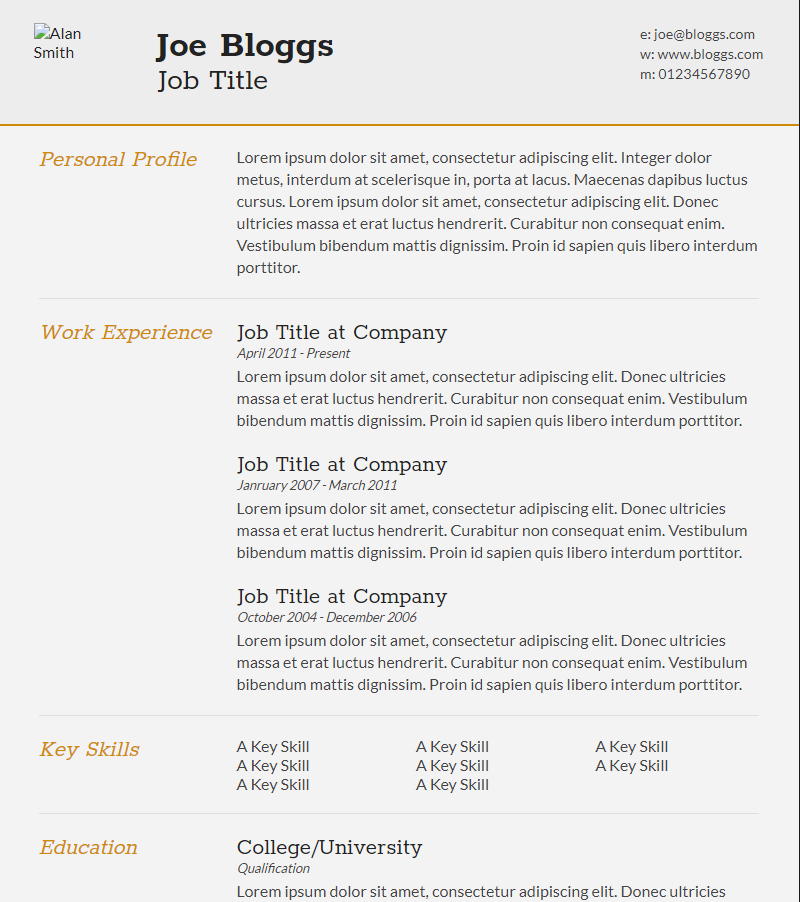 Alan
Smith
Joe Bloggs
Job Title
e: joe@bloggs.com
w: www.bloggs.com
m: 01234567890
Personal Profile
Lorem ipsum dolor sit amet, consectetur adipiscing elit. Integer dolor
metus, interdum at scelerisque in, porta at lacus. Maecenas dapibus luctus
cursus. Lorem ipsum dolor sit amet, consectetur adipiscing elit. Donec
ultricies massa et erat luctus hendrerit. Curabitur non consequat enim.
Vestibulum bibendum mattis dignissim. Proin id sapien quis libero interdum
porttitor.
Work Experience
Job Title at Company
April 2011 - Present
Lorem ipsum dolor sit amet, consectetur adipiscing elit. Donec ultricies
massa et erat luctus hendrerit. Curabitur non consequat enim. Vestibulum
bibendum mattis dignissim. Proin id sapien quis libero interdum porttitor.
Job Title at Company
Janruary 2007 - March 2011
Lorem ipsum dolor sit amet, consectetur adipiscing elit. Donec ultricies
massa et erat luctus hendrerit. Curabitur non consequat enim. Vestibulum
bibendum mattis dignissim. Proin id sapien quis libero interdum porttitor.
Job Title at Company
October 2004 - December 2006
Lorem ipsum dolor sit amet, consectetur adipiscing elit. Donec ultricies
massa et erat luctus hendrerit. Curabitur non consequat enim. Vestibulum
bibendum mattis dignissim. Proin id sapien quis libero interdum porttitor.
Key Skills
A Key Skill A Key Skill A Key Skill
A Key Skill A Key Skill A Key Skill
A Key Skill A Key Skill
Education
College/University
Qualification
Lorem ipsum dolor sit amet, consectetur adipiscing elit. Donec ultricies